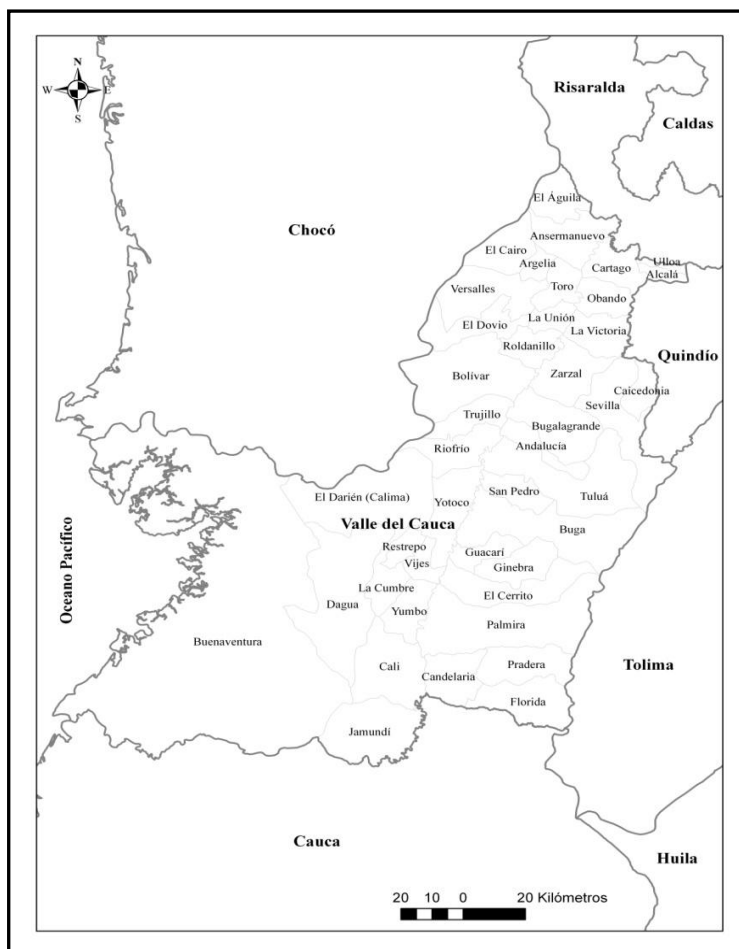 N
W E
S
Risaralda
Caldas
Chocó
El Águila
Ansermanuevo
El Cairo
Argelia
Cartago
Ulloa
Alcalá
Versalles
Toro
Obando
El Dovio
La Unión
La Victoria
Roldanillo
Quindío
Bolívar
Zarzal
Caicedonia
Sevilla
Trujillo
Bugalagrande
Riofrío
Andalucía
El Darién (Calima)
Yotoco
San Pedro
Tuluá
Valle del Cauca
Buga
Restrepo
Vijes
Guacarí
Ginebra
Oceano Pacífico
La Cumbre
El Cerrito
Dagua
Yumbo
Palmira
Buenaventura
Cali
Candelaria
Pradera
Tolima
Florida
Jamundí
Cauca
Huila
20 10 0 20 Kilómetros